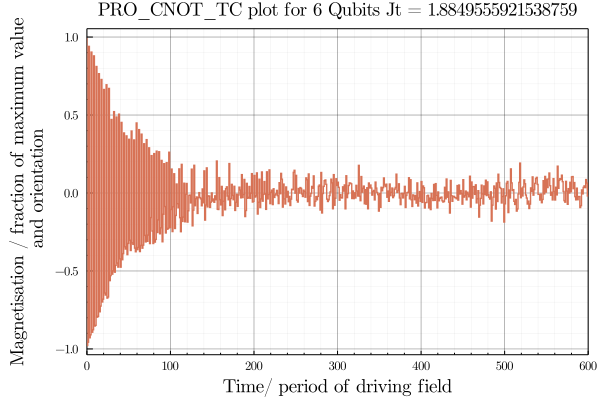 PRO_CNOT_TC plot for 6 Qubits Jt = 1.8849555921538759
Magnetisation / fraction of maximum value
and orientation
1.0
0.5
0.0
−0.5
−1.0
0 100 200 300 400 500 600
Time/ period of driving field